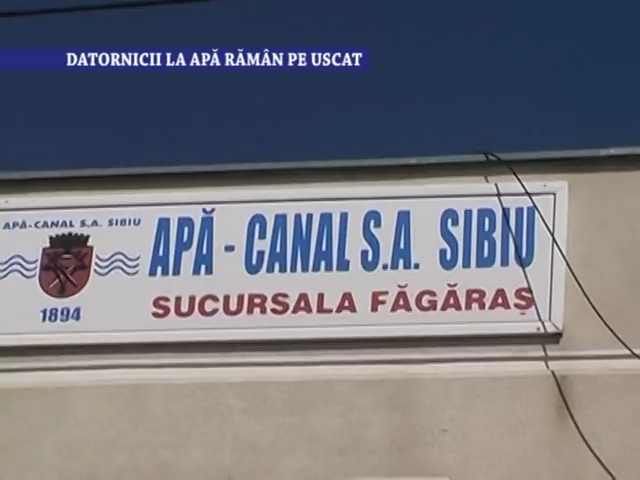 DATORNICII LA APĂ RĂMÂN PE USCAT
APĂ-CANAL S.A. SIBIU
1894
APĂ - CANAL S.A. SIBIU
SUCURSALA FĂGĂRAȘ